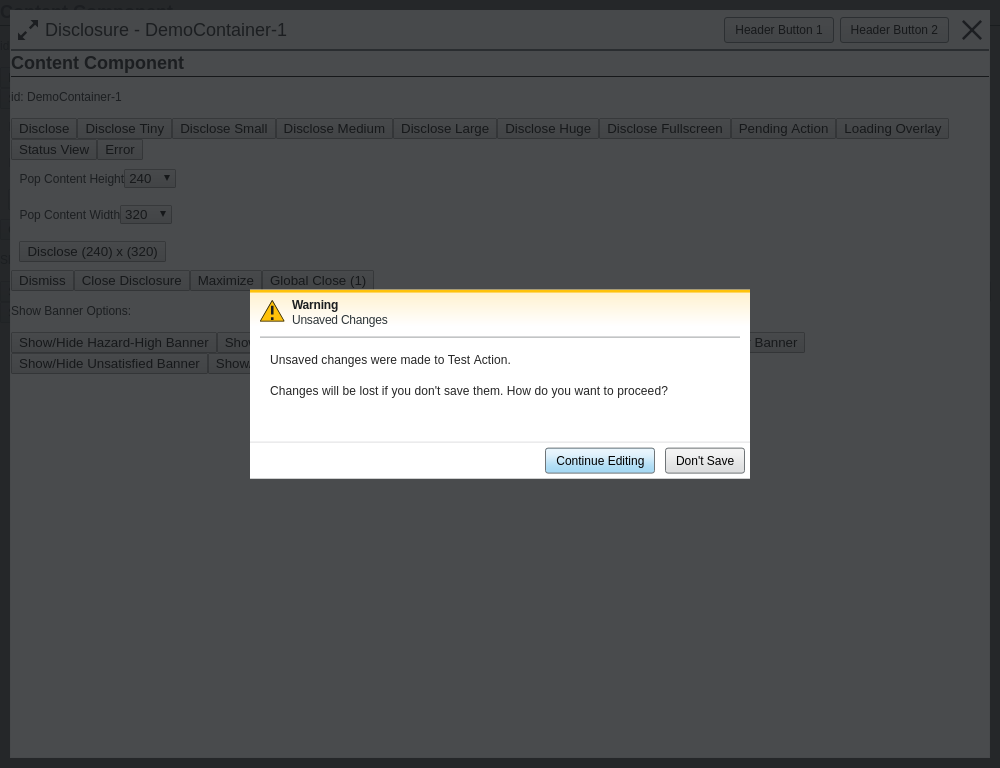 Content Component
Disclosure - DemoContainer-1
Header Button 1 Header Button 2
Content Component
id: DemoContainer-1
Disclose Disclose Tiny Disclose Small Disclose Medium Disclose Large Disclose Huge Disclose Fullscreen Pending Action Loading Overlay
Status View Error
Pop Content Height 240
Pop Content Width 320
Disclose (240) x (320)
Dismiss Close Disclosure Maximize Global Close (1)
Show Banner Options:
Show/Hide Hazard-High Banner Banner
Show/Hide Unsatisfied Banner
Warning
Unsaved Changes
Unsaved changes were made to Test Action.
Changes will be lost if you don't save them. How do you want to proceed?
Continue Editing Don't Save